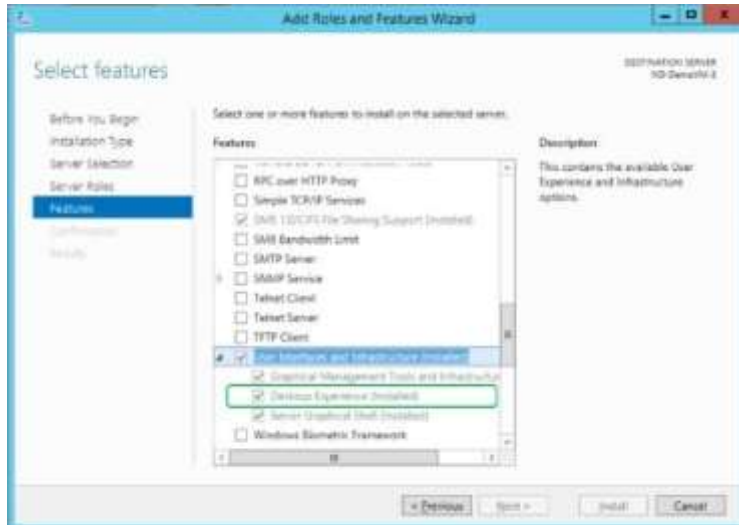 Add Roles and Features Wizard
Select features
DESTINATION SERVER
Before You Begin
Installation Type
Server Selection
Server Roles
Features
Confirmation
Results
Select one or more features to install on the selected server.
Features
RPC over HTTP Proxy
Simple TCP/IP Services
SMB 1.0/CIFS File Sharing Support (Installed)
SMB Bandwidth Limit
SMTP Server
SNMP Service
Telnet Client
Telnet Server
TFTP Client
User Interfaces and Infrastructure (Installed)
Graphical Management Tools and Infrastructur
Desktop Experience (Installed)
Server Graphical Shell (Installed)
Windows Biometric Framework
Description
This contains the available User
Experience and Infrastructure
options.
< Previous
Next >
Install
Cancel